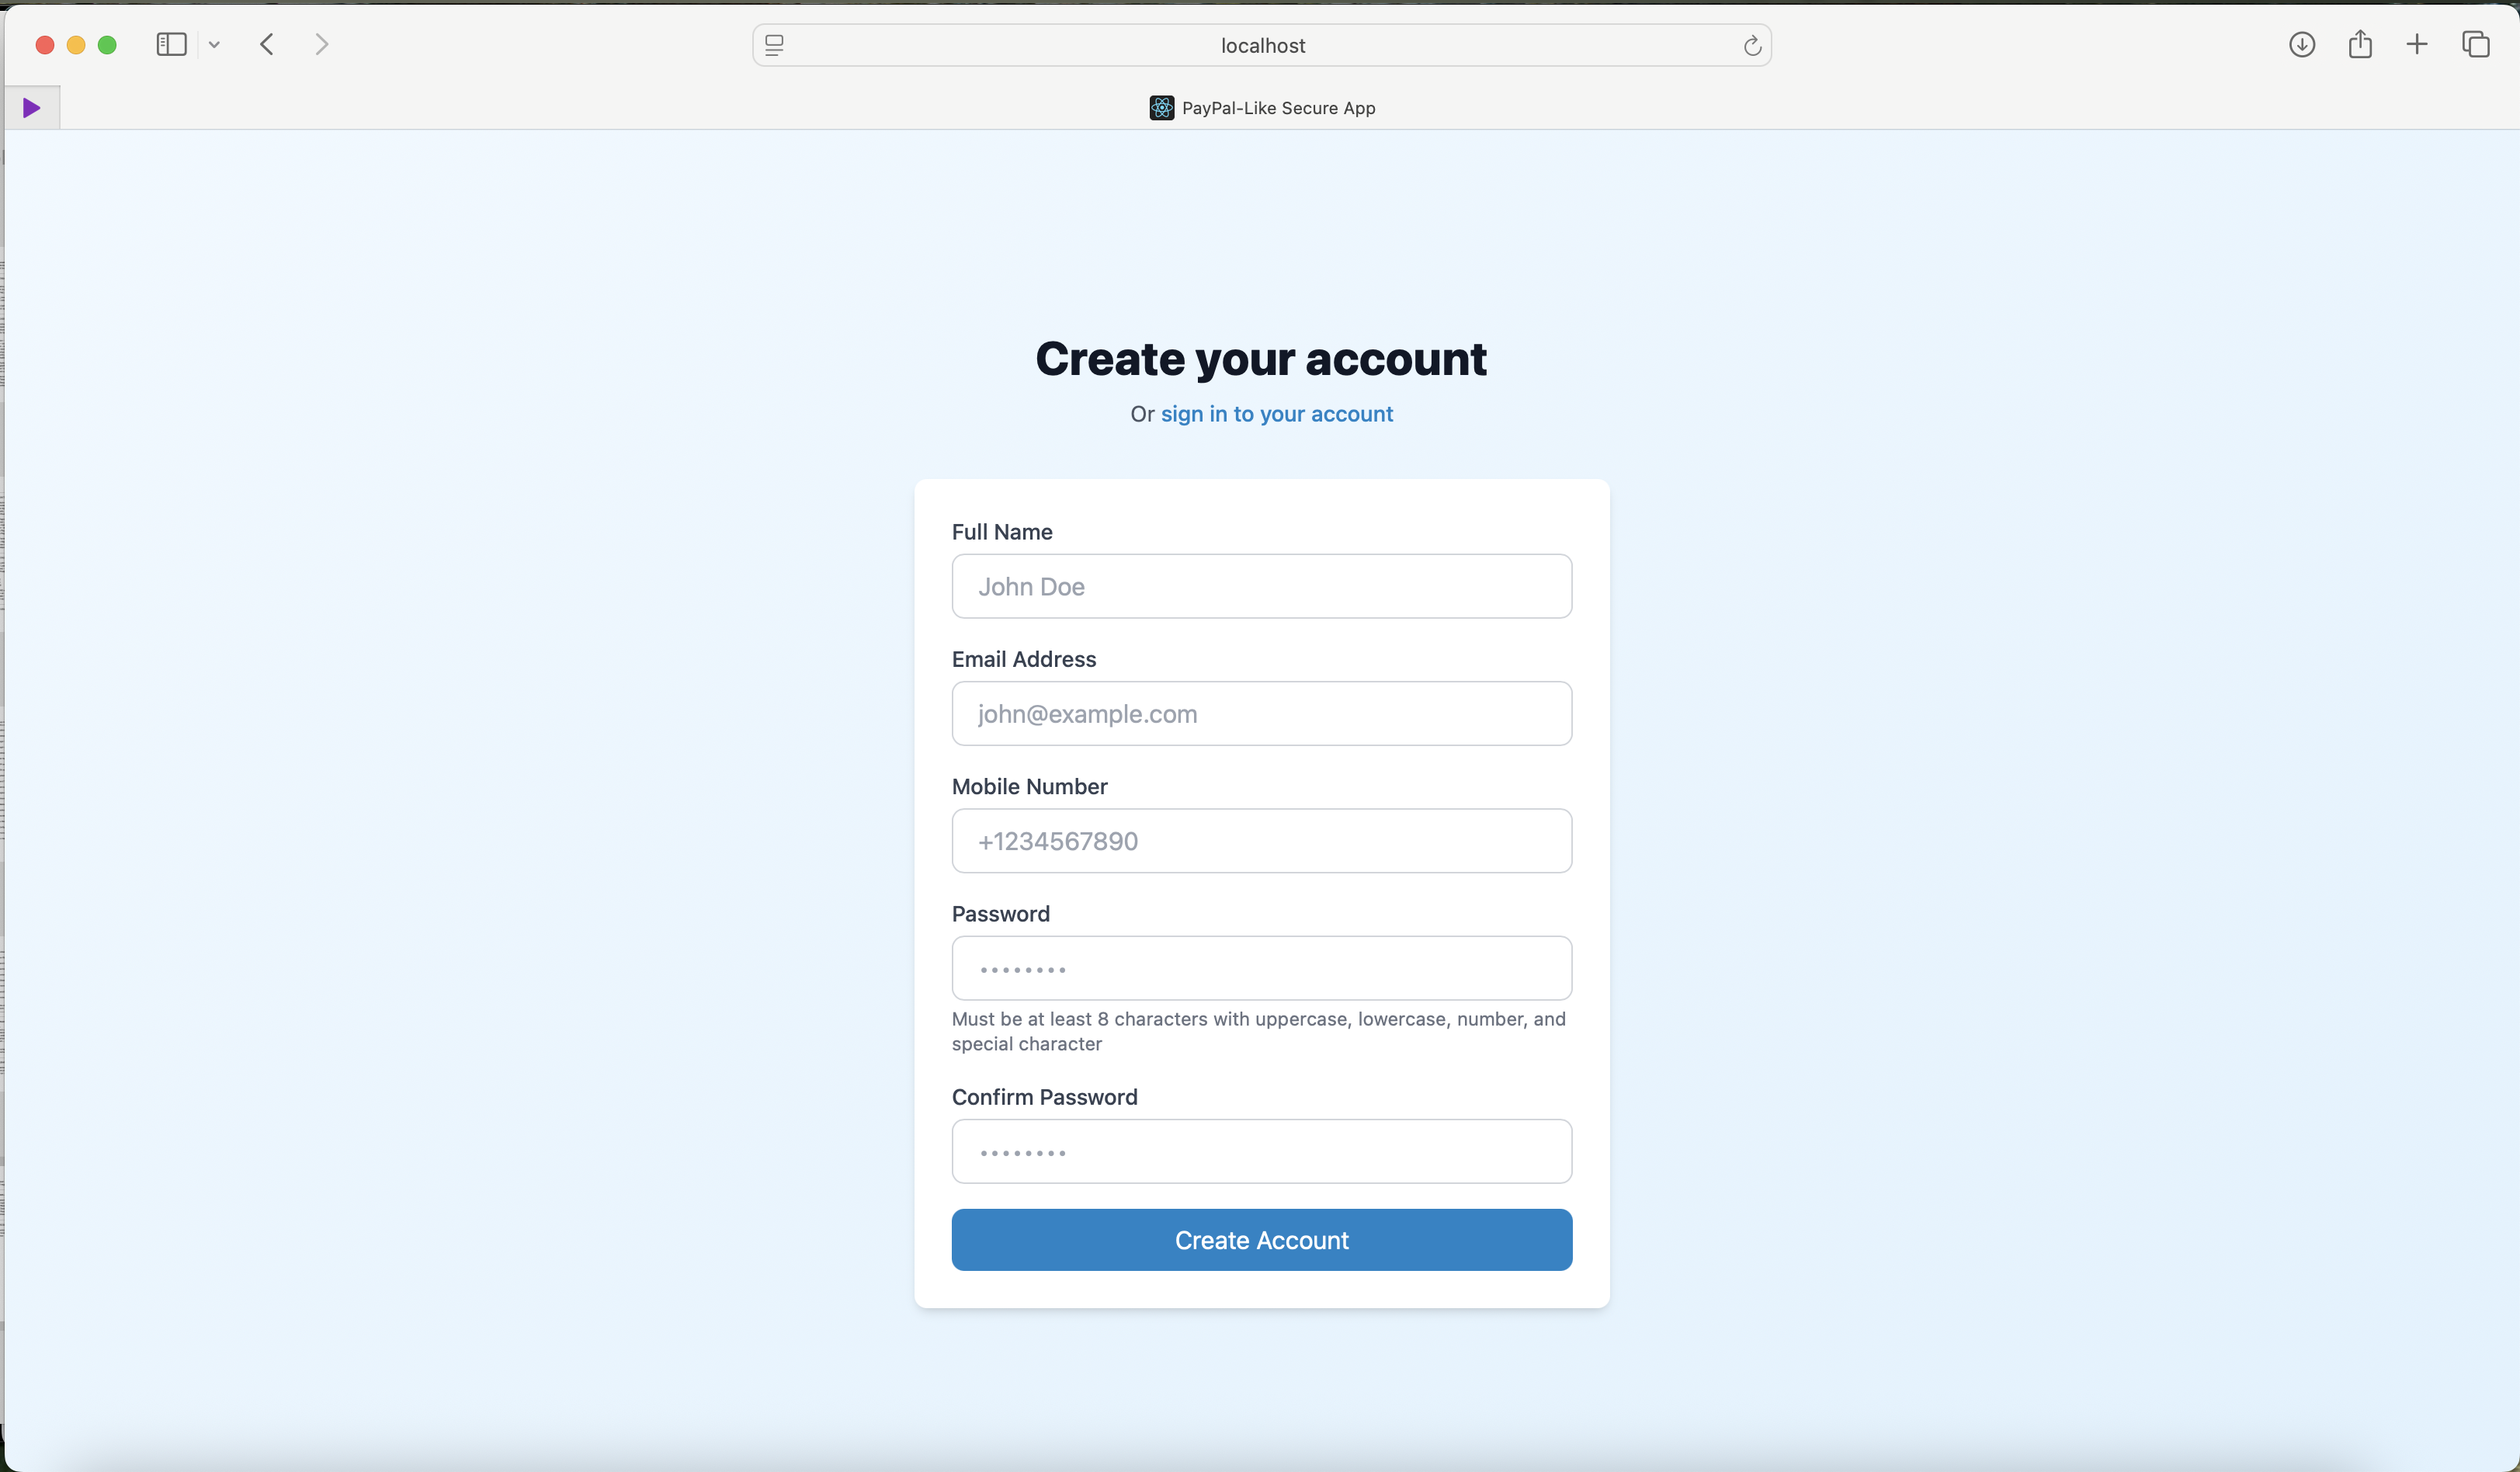 localhost
PayPal-Like Secure App
Create your account
Or sign in to your account
Full Name
John Doe
Email Address
john@example.com
Mobile Number
+1234567890
Password
••••••••
Must be at least 8 characters with uppercase, lowercase, number, and
special character
Confirm Password
••••••••
Create Account